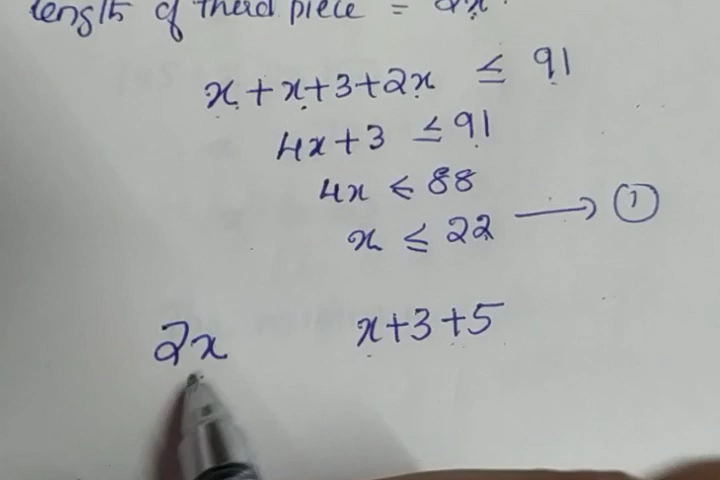 length of third piece = 2x.
x + x + 3 + 2x ≤ 91
4x + 3 ≤ 91
4x ≤ 88
x ≤ 22 ⟶ ①
2x x + 3 + 5